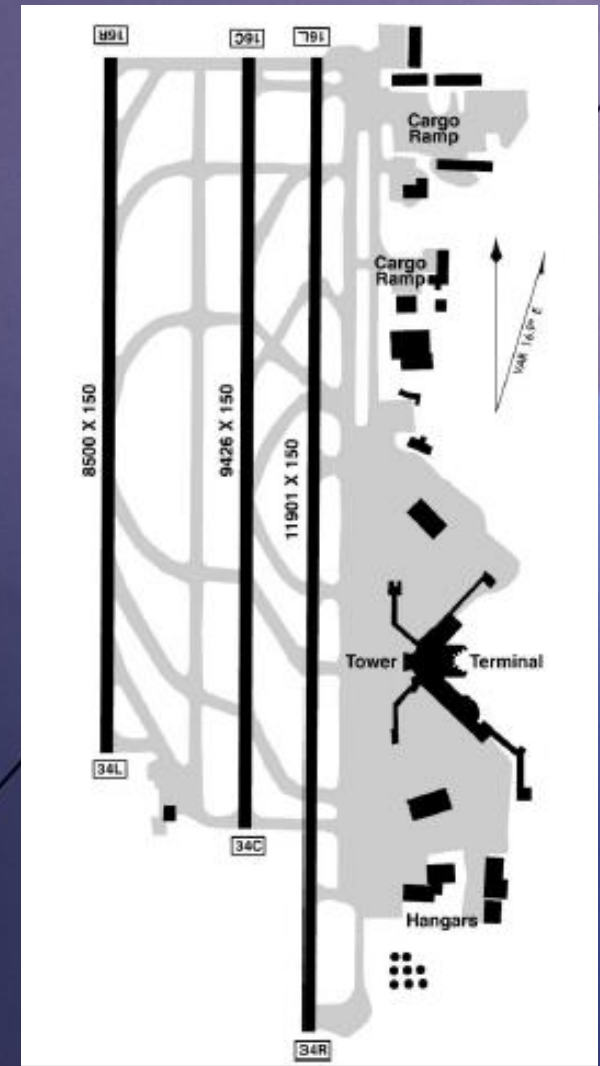 16R
16C
16L
Cargo
Ramp
Cargo
Ramp
VAR 16.9° E
8500 X 150
9426 X 150
11901 X 150
Tower
Terminal
34L
34C
Hangars
34R